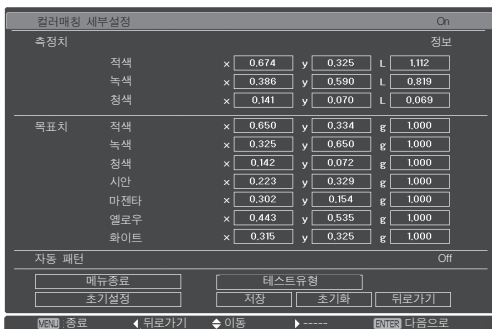 컬러매칭 세부설정 On
측정치 정보
적색 x 0,674 y 0,325 L 1,112
녹색 x 0,386 y 0,590 L 0,819
청색 x 0,141 y 0,070 L 0,069
목표치 적색 x 0,650 y 0,334 g 1,000
녹색 x 0,325 y 0,650 g 1,000
청색 x 0,142 y 0,072 g 1,000
시안 x 0,223 y 0,329 g 1,000
마젠타 x 0,302 y 0,154 g 1,000
옐로우 x 0,443 y 0,535 g 1,000
화이트 x 0,315 y 0,325 g 1,000
자동 패턴 Off
메뉴종료 테스트유형
초기설정 저장 초기화 뒤로가기
MENU :종료 뒤로가기 이동 ----- ENTER 다음으로